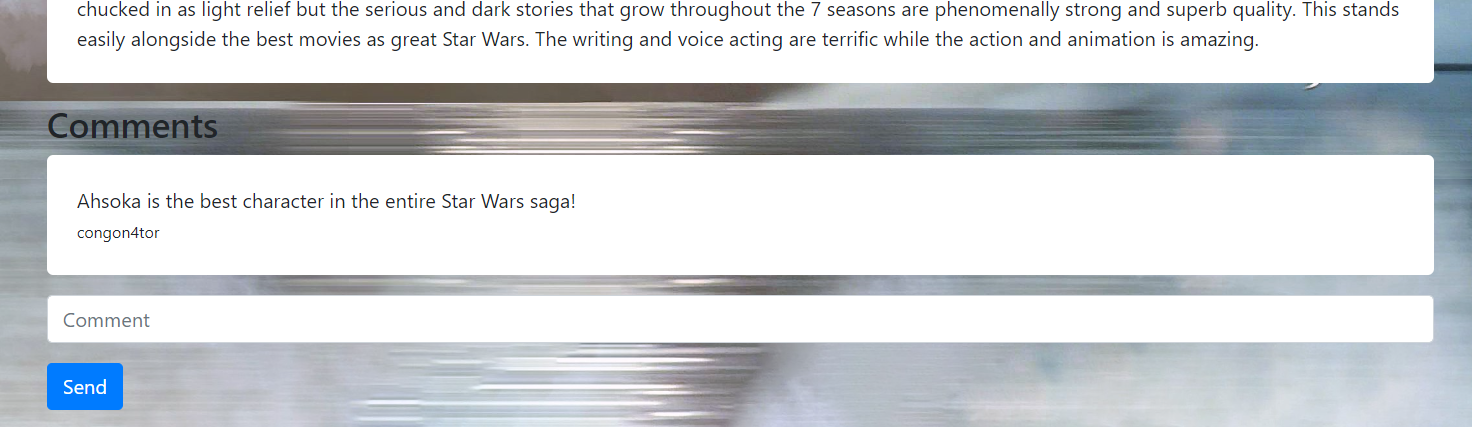 chucked in as light relief but the serious and dark stories that grow throughout the 7 seasons are phenomenally strong and superb quality. This stands
easily alongside the best movies as great Star Wars. The writing and voice acting are terrific while the action and animation is amazing.
Comments
Ahsoka is the best character in the entire Star Wars saga!
congon4tor
Comment
Send